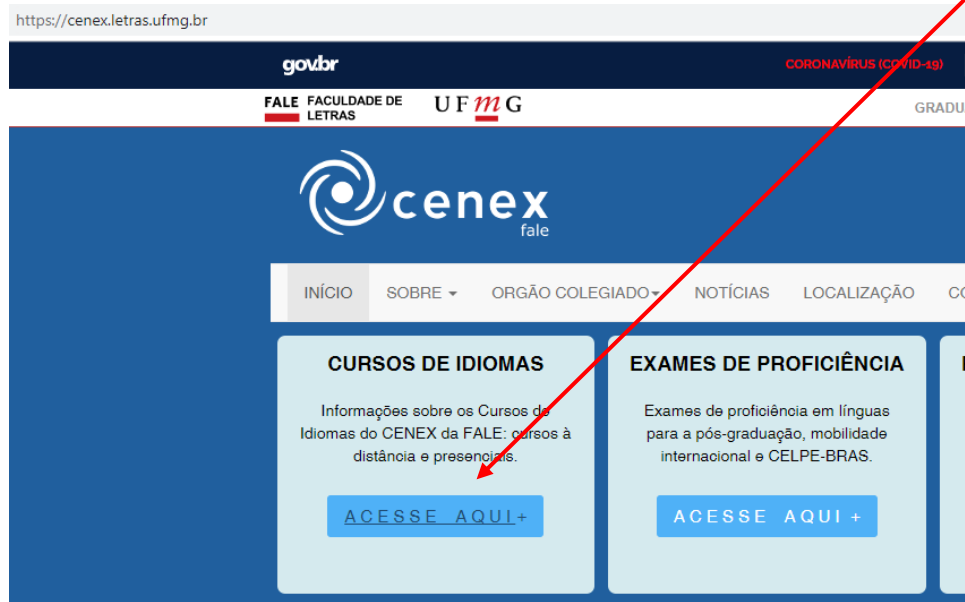 https://cenex.letras.ufmg.br
gov.br
CORONAVÍRUS (COVID-19)
FALE FACULDADE DE LETRAS
UFmG
cenex
fale
INÍCIO SOBRE ORGÃO COLEGIADO NOTÍCIAS LOCALIZAÇÃO
CURSOS DE IDIOMAS
Informações sobre os Cursos de
Idiomas do CENEX da FALE: cursos à
distância e presenciais.
ACESSE AQUI+
EXAMES DE PROFICIÊNCIA
Exames de proficiência em línguas
para a pós-graduação, mobilidade
internacional e CELPE-BRAS.
ACESSE AQUI+